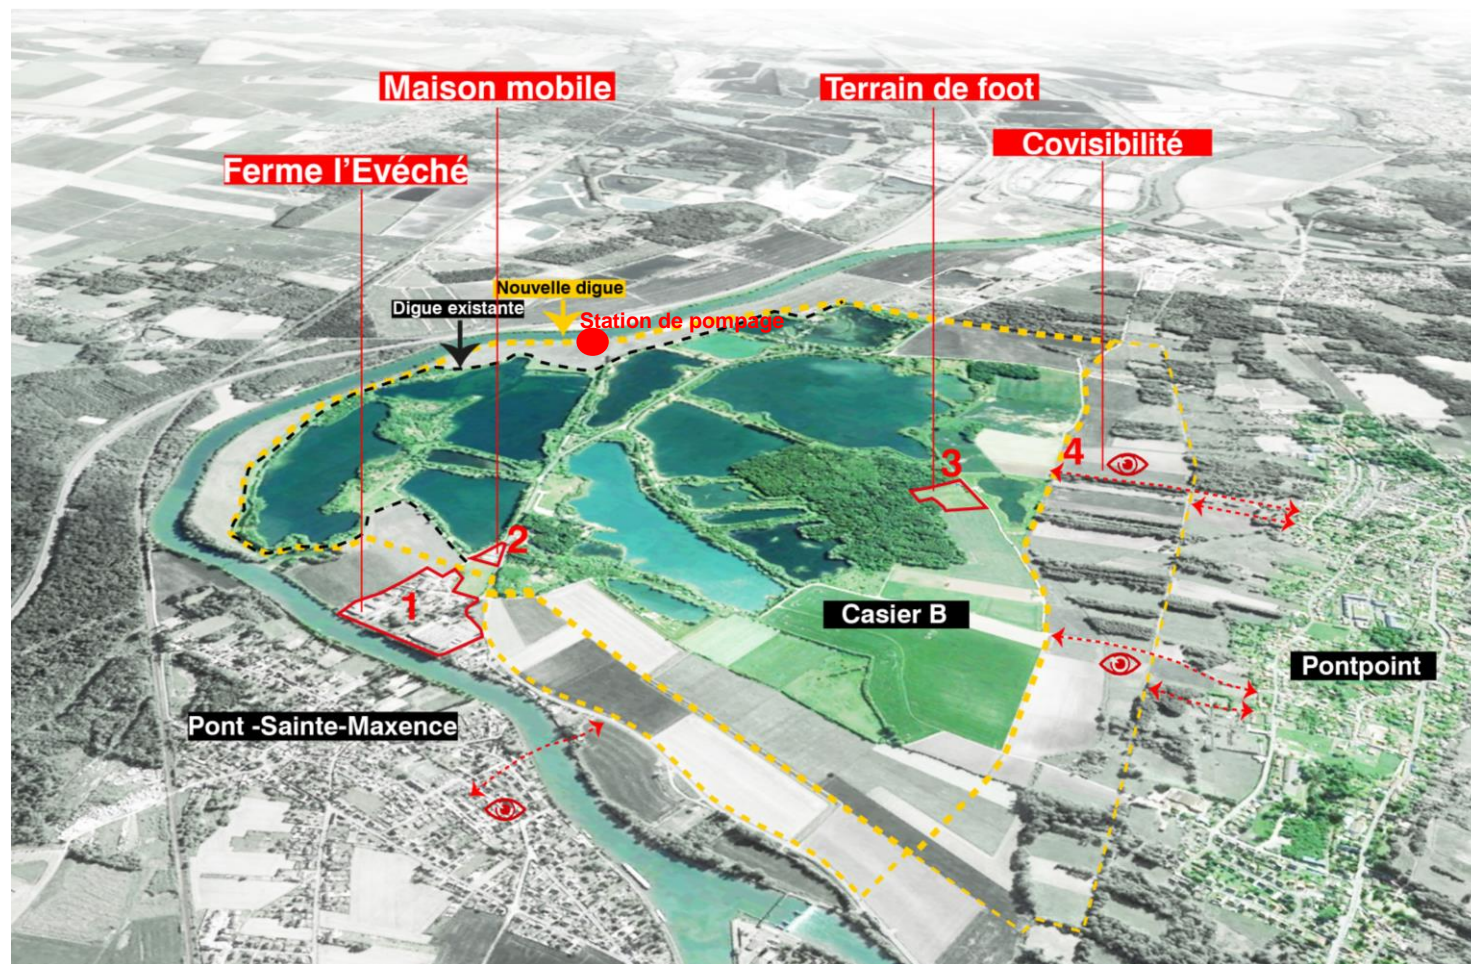 Maison mobile
Terrain de foot
Covisibilité
Ferme l'Evéché
Nouvelle digue
Digue existante
Station de pompage
4
3
2
1
Casier B
Pontpoint
Pont -Sainte-Maxence